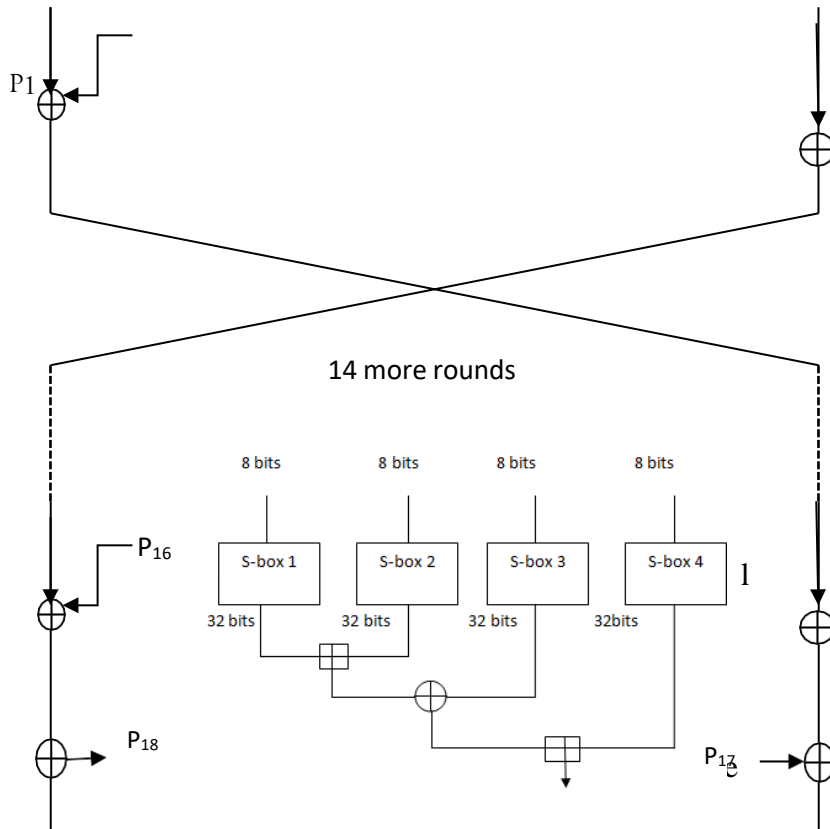 P1
14 more rounds
8 bits 8 bits 8 bits 8 bits
P16
S-box 1 S-box 2 S-box 3 S-box 4
l
32 bits 32 bits 32 bits 32bits
P18
P17
e